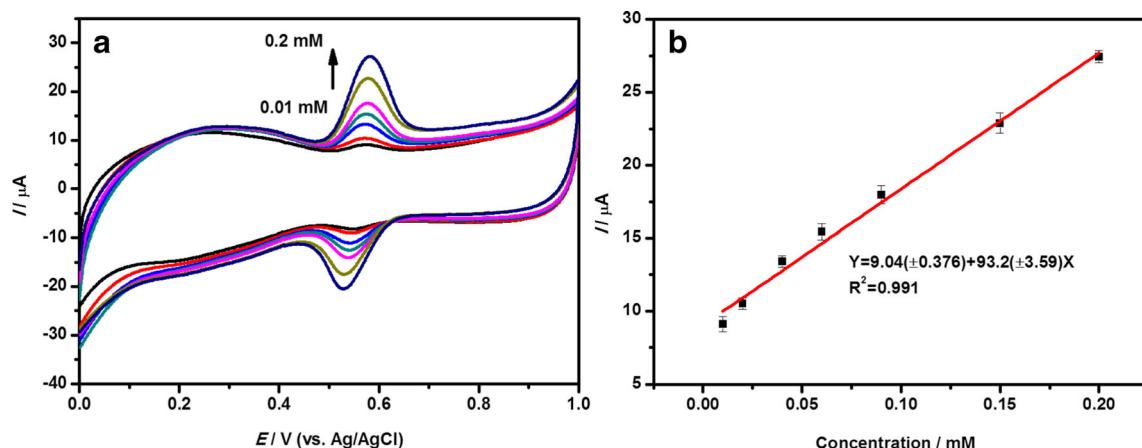 a
0.2 mM
0.01 mM
30
20
10
0
-10
-20
-30
-40
I / μA
0.0
0.2
0.4
0.6
0.8
1.0
E / V (vs. Ag/AgCl)
b
30
25
20
15
10
5
I / μA
Y=9.04(±0.376)+93.2(±3.59)X
R²=0.991
0.00
0.05
0.10
0.15
0.20
Concentration / mM